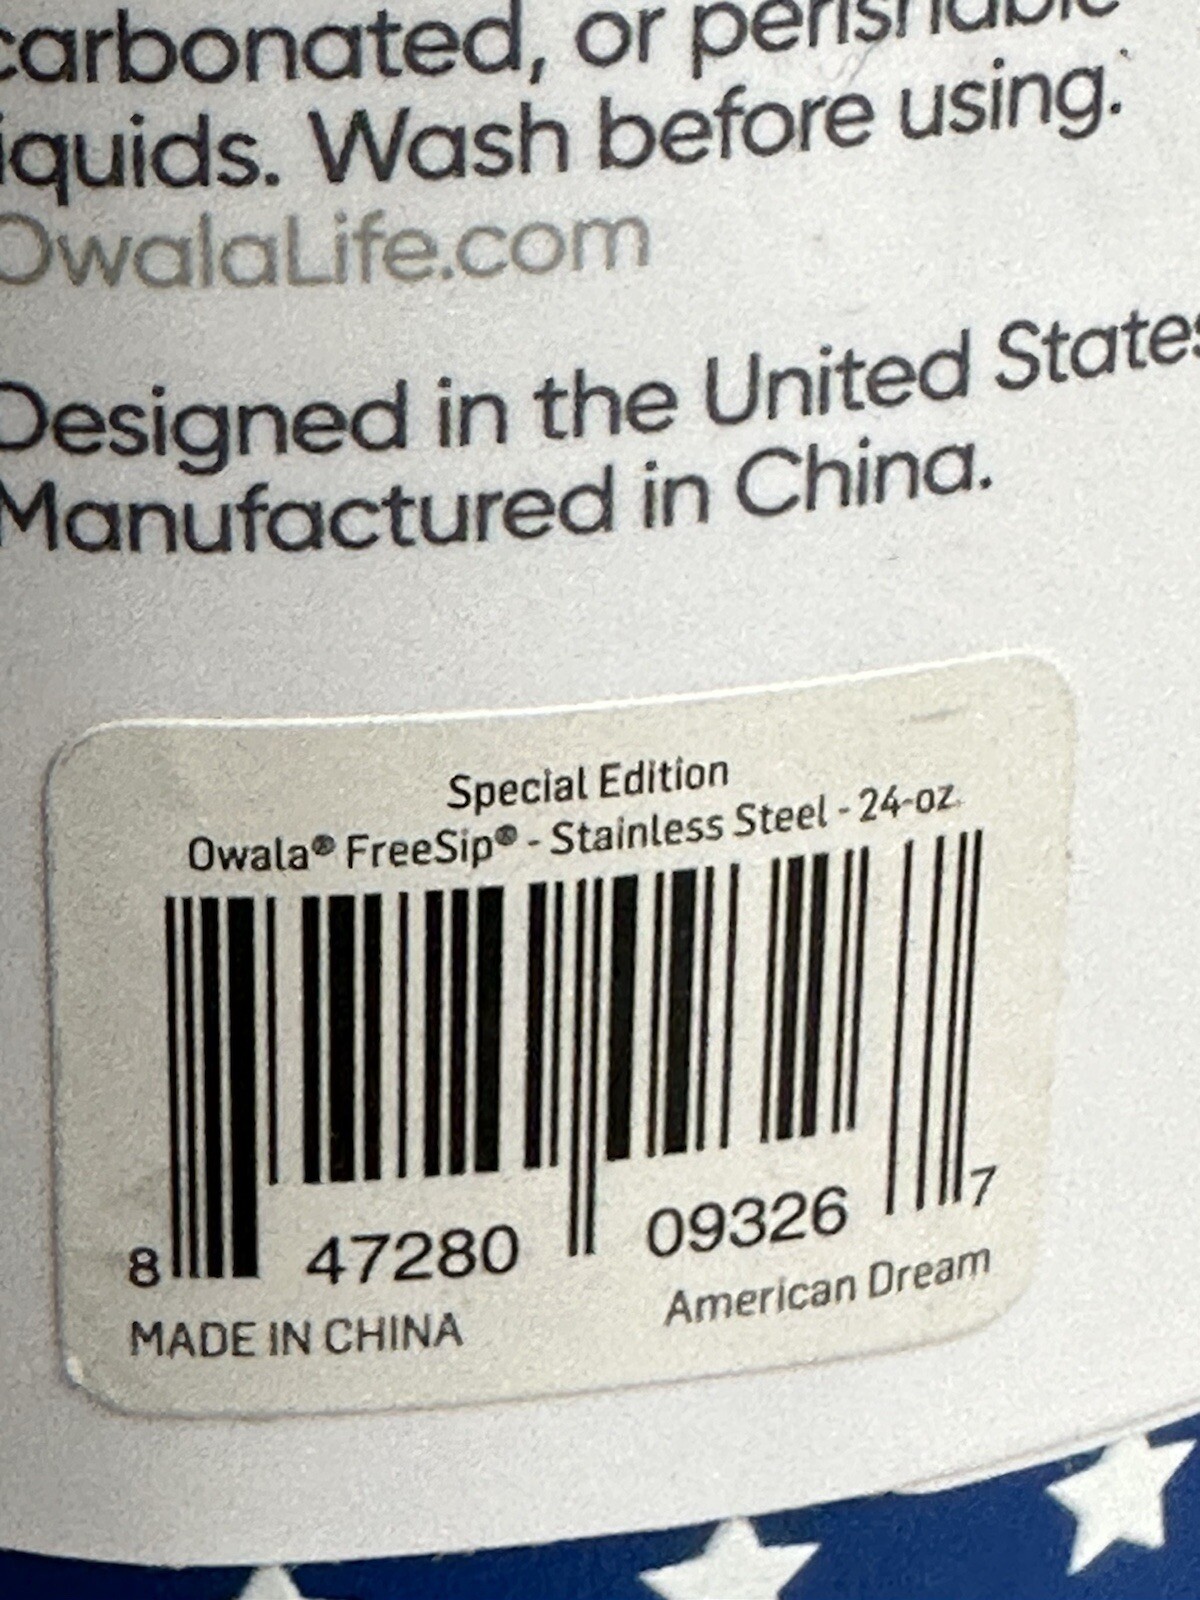 carbonated, or perishable
iquids. Wash before using.
OwalaLife.com
Designed in the United States
Manufactured in China.
Special Edition
Owala® FreeSip® - Stainless Steel - 24-oz.
8 47280 09326 7
MADE IN CHINA American Dream